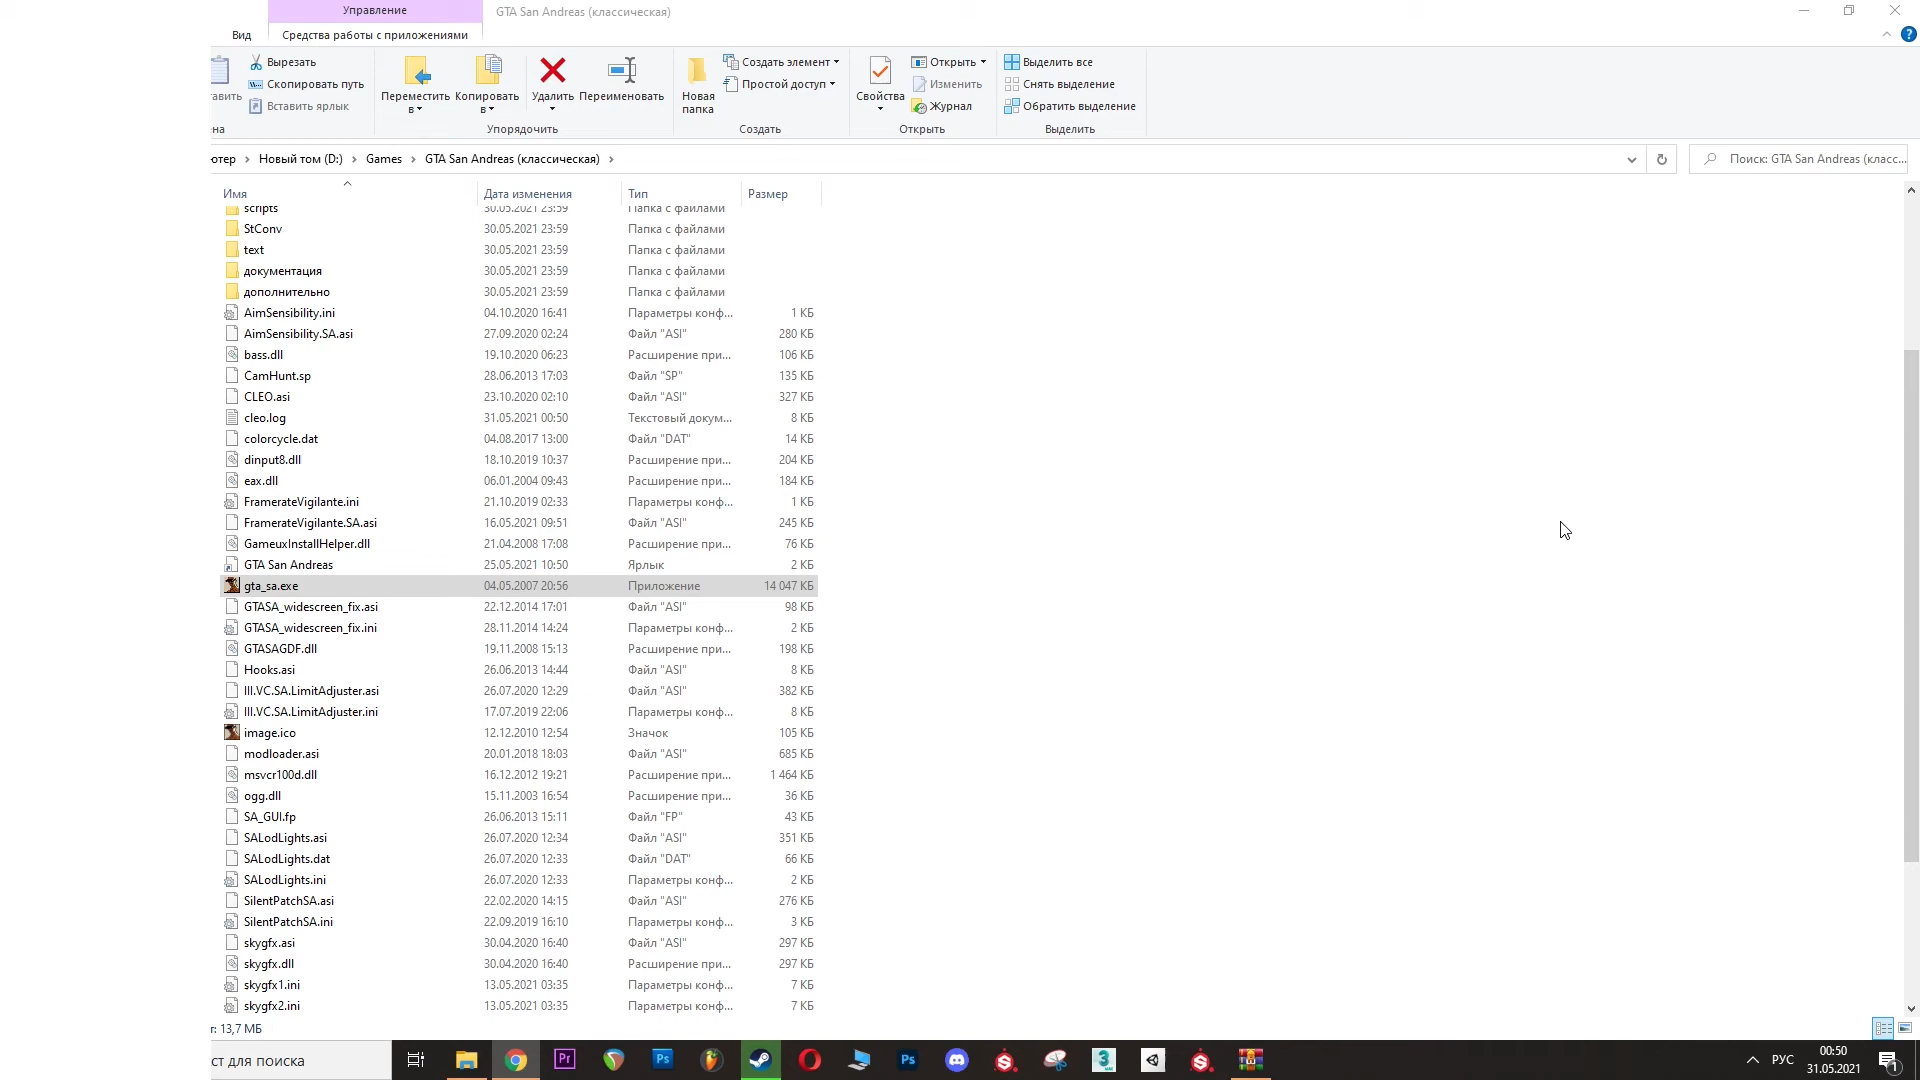 Управление
GTA San Andreas (классическая)
Вид
Средства работы с приложениями
Вырезать
Скопировать путь
Вставить ярлык
авить
на
Переместить в
Копировать в
Удалить
Переименовать
Упорядочить
Новая папка
Создать элемент
Простой доступ
Создать
Свойства
Открыть
Изменить
Журнал
Открыть
Выделить все
Снять выделение
Обратить выделение
Выделить
ютер > Новый том (D:) > Games > GTA San Andreas (классическая) >
Поиск: GTA San Andreas (класс...
Имя Дата изменения Тип Размер
scripts 30.05.2021 23:59 Папка с файлами
StConv 30.05.2021 23:59 Папка с файлами
text 30.05.2021 23:59 Папка с файлами
документация 30.05.2021 23:59 Папка с файлами
дополнительно 30.05.2021 23:59 Папка с файлами
AimSensibility.ini 04.10.2020 16:41 Параметры конф... 1 КБ
AimSensibility.SA.asi 27.09.2020 02:24 Файл "ASI" 280 КБ
bass.dll 19.10.2020 06:23 Расширение при... 106 КБ
CamHunt.sp 28.06.2013 17:03 Файл "SP" 135 КБ
CLEO.asi 23.10.2020 02:10 Файл "ASI" 327 КБ
cleo.log 31.05.2021 00:50 Текстовый докум... 8 КБ
colorcycle.dat 04.08.2017 13:00 Файл "DAT" 14 КБ
dinput8.dll 18.10.2019 10:37 Расширение при... 204 КБ
eax.dll 06.01.2004 09:43 Расширение при... 184 КБ
FramerateVigilante.ini 21.10.2019 02:33 Параметры конф... 1 КБ
FramerateVigilante.SA.asi 16.05.2021 09:51 Файл "ASI" 245 КБ
GameuxInstallHelper.dll 21.04.2008 17:08 Расширение при... 76 КБ
GTA San Andreas 25.05.2021 10:50 Ярлык 2 КБ
gta_sa.exe 04.05.2007 20:56 Приложение 14 047 КБ
GTASA_widescreen_fix.asi 22.12.2014 17:01 Файл "ASI" 98 КБ
GTASA_widescreen_fix.ini 28.11.2014 14:24 Параметры конф... 2 КБ
GTASAGDF.dll 19.11.2008 15:13 Расширение при... 198 КБ
Hooks.asi 26.06.2013 14:44 Файл "ASI" 8 КБ
III.VC.SA.LimitAdjuster.asi 26.07.2020 12:29 Файл "ASI" 382 КБ
III.VC.SA.LimitAdjuster.ini 17.07.2019 22:06 Параметры конф... 8 КБ
image.ico 12.12.2010 12:54 Значок 105 КБ
modloader.asi 20.01.2018 18:03 Файл "ASI" 685 КБ
msvcr100d.dll 16.12.2012 19:21 Расширение при... 1 464 КБ
ogg.dll 15.11.2003 16:54 Расширение при... 36 КБ
SA_GUI.fp 26.06.2013 15:11 Файл "FP" 43 КБ
SALodLights.asi 26.07.2020 12:34 Файл "ASI" 351 КБ
SALodLights.dat 26.07.2020 12:33 Файл "DAT" 66 КБ
SALodLights.ini 26.07.2020 12:33 Параметры конф... 2 КБ
SilentPatchSA.asi 22.02.2020 14:15 Файл "ASI" 276 КБ
SilentPatchSA.ini 22.09.2019 16:10 Параметры конф... 3 КБ
skygfx.asi 30.04.2020 16:40 Файл "ASI" 297 КБ
skygfx.dll 30.04.2020 16:40 Расширение при... 297 КБ
skygfx1.ini 13.05.2021 03:35 Параметры конф... 7 КБ
skygfx2.ini 13.05.2021 03:35 Параметры конф... 7 КБ
г: 13,7 МБ
ст для поиска
Pr
Ps
Ps
3
РУС
00:50
31.05.2021
1